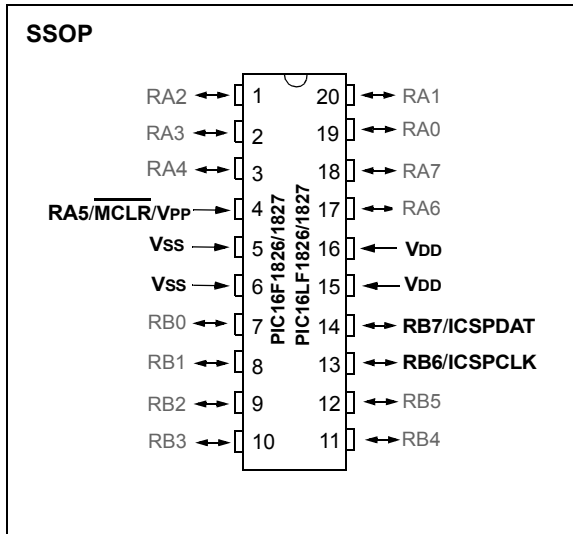 SSOP
RA2 1 20 RA1
RA3 2 19 RA0
RA4 3 18 RA7
RA5/MCLR/VPP 4 17 RA6
VSS 5 16 VDD
VSS 6 15 VDD
RB0 7 14 RB7/ICSPDAT
RB1 8 13 RB6/ICSPCLK
RB2 9 12 RB5
RB3 10 11 RB4
PIC16F1826/1827
PIC16LF1826/1827